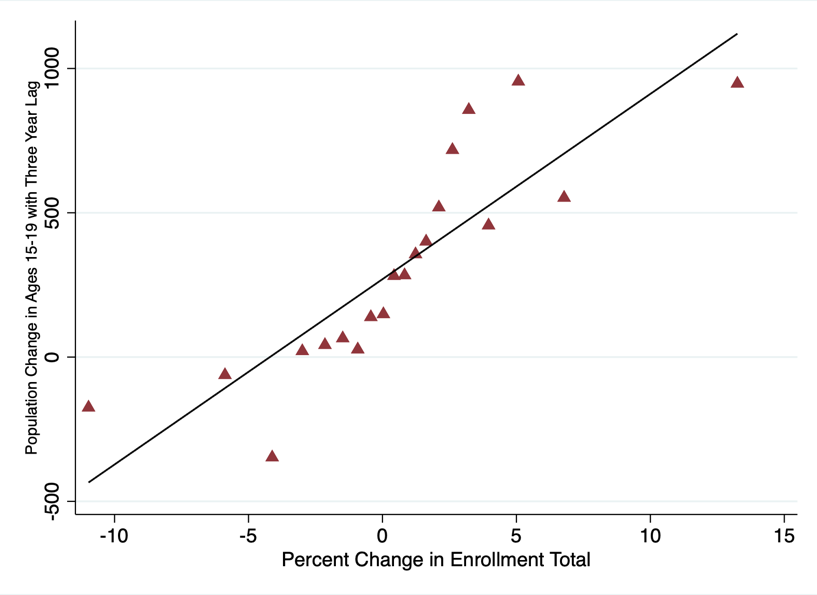 Population Change in Ages 15-19 with Three Year Lag
1000
500
0
-500
-10 -5 0 5 10 15
Percent Change in Enrollment Total